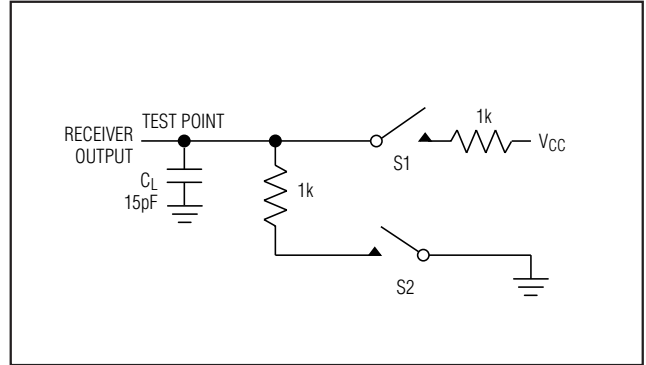 TEST POINT
RECEIVER
OUTPUT
CL
15pF
1k
S1
1k
VCC
S2